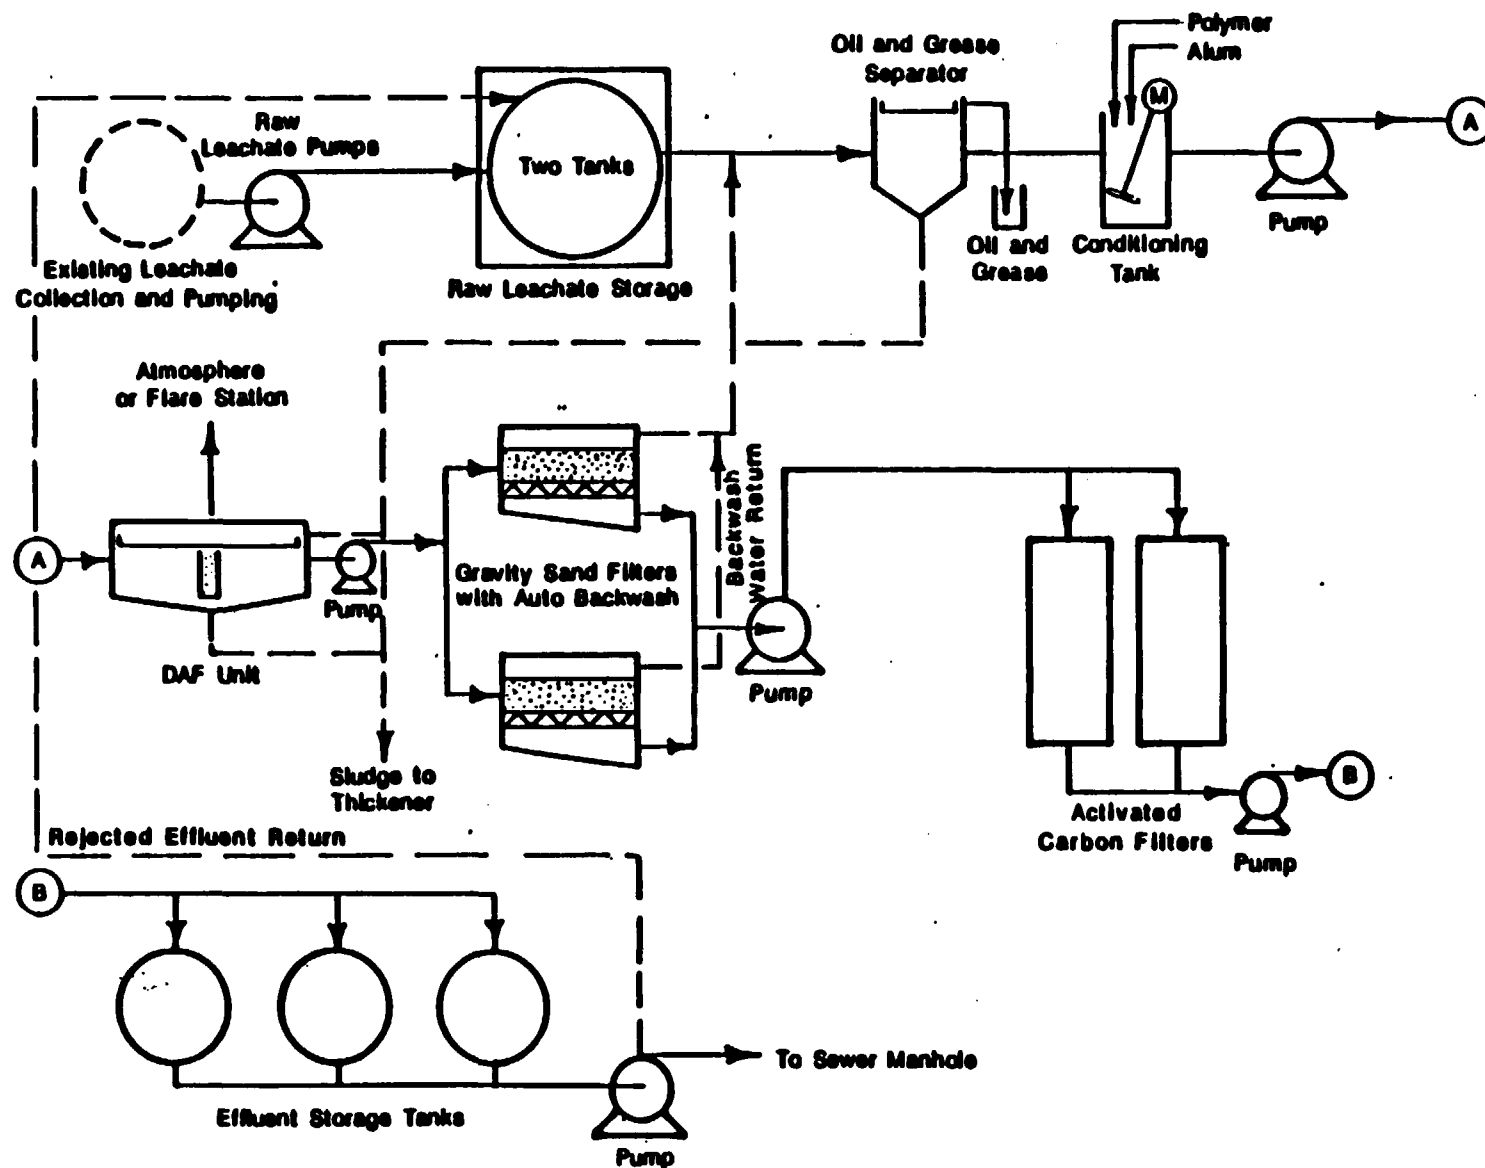 Polymer
Alum
Oil and Grease
Separator
M
A
Raw
Leachate Pumps
Two Tanks
Pump
Oil and
Grease
Conditioning
Tank
Existing Leachate
Collection and Pumping
Raw Leachate Storage
Atmosphere
or Flare Station
Backwash
Water Return
A
Gravity Sand Filters
with Auto Backwash
Pump
DAF Unit
Pump
Sludge to
Thickener
B
Activated
Carbon Filters
Pump
Rejected Effluent Return
B
To Sewer Manhole
Effluent Storage Tanks
Pump